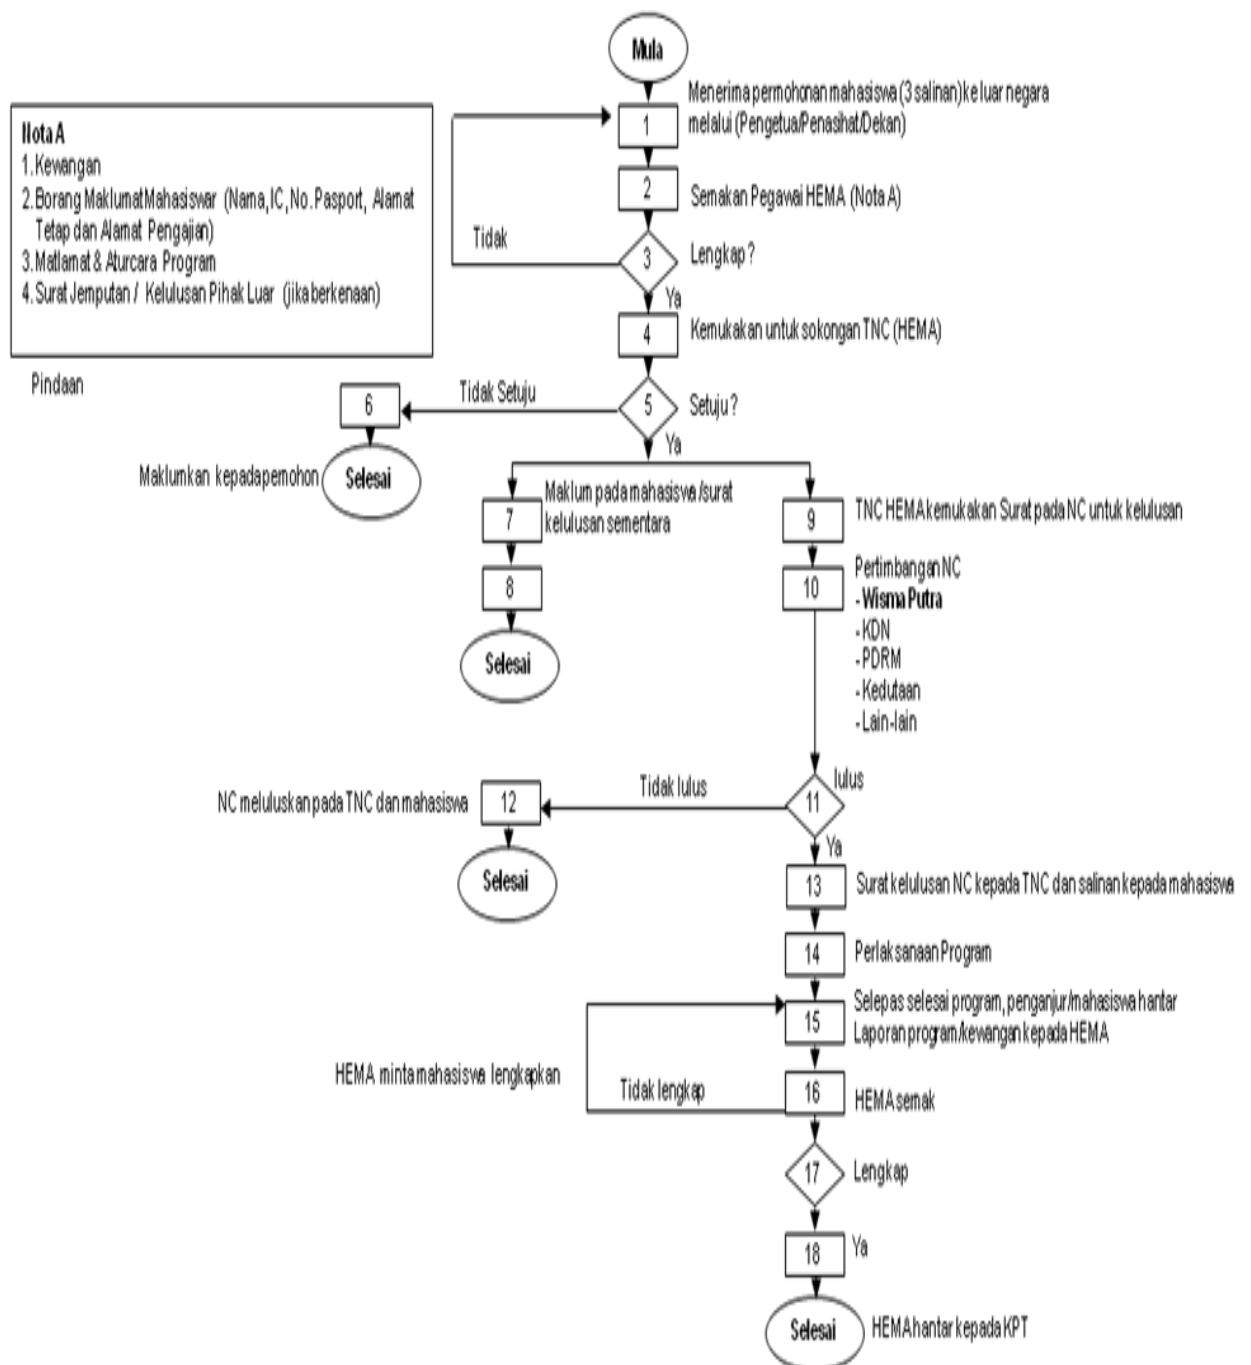 Mula
Menerima permohonan mahasiswa (3 salinan) ke luar negara
melalui (Pengetua/Penasihat/Dekan)
1
Nota A
1. Kewangan
2. Borang Maklumat Mahasiswar (Nama, IC, No. Pasport, Alamat
Tetap dan Alamat Pengajian)
3. Matlamat & Aturcara Program
4. Surat Jemputan / Kelulusan Pihak Luar (jika berkenaan)
2
Semakan Pegawai HEMA (Nota A)
Tidak
3
Lengkap ?
Ya
4
Kemukakan untuk sokongan TNC (HEMA)
Pindaan
6
Tidak Setuju
5
Setuju ?
Ya
Maklumkan kepada pemohon
Selesai
7
Maklum pada mahasiswa /surat
kelulusan sementara
9
TNC HEMA kemukakan Surat pada NC untuk kelulusan
8
10
Pertimbangan NC
- Wisma Putra
- KDN
- PDRM
- Kedutaan
- Lain-lain
Selesai
NC meluluskan pada TNC dan mahasiswa
12
Tidak lulus
11
lulus
Ya
Selesai
13
Surat kelulusan NC kepada TNC dan salinan kepada mahasiswa
14
Perlaksanaan Program
15
Selepas selesai program, penganjur/mahasiswa hantar
Laporan program/kewangan kepada HEMA
HEMA minta mahasiswa lengkapkan
Tidak lengkap
16
HEMA semak
17
Lengkap
18
Ya
Selesai
HEMA hantar kepada KPT